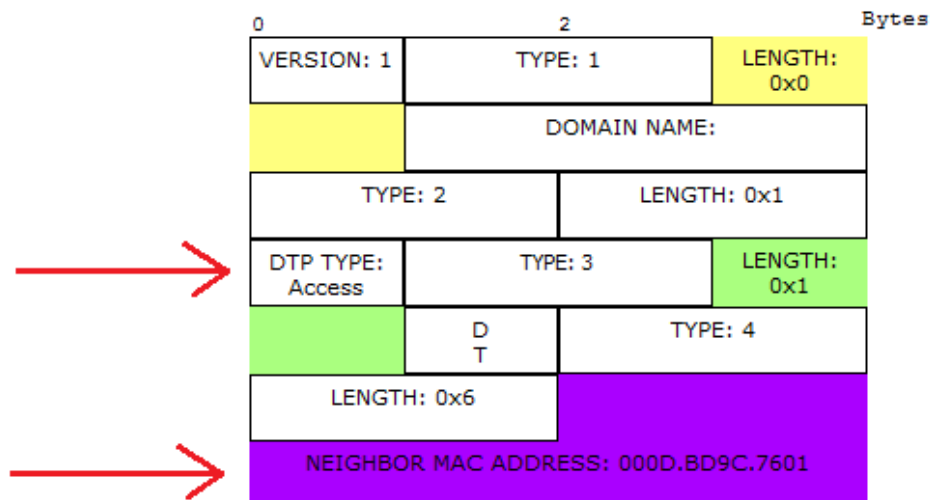 0 2 Bytes
VERSION: 1 TYPE: 1 LENGTH:
0x0
DOMAIN NAME:
TYPE: 2 LENGTH: 0x1
DTP TYPE: TYPE: 3 LENGTH:
Access 0x1
D TYPE: 4
T
LENGTH: 0x6
NEIGHBOR MAC ADDRESS: 000D.BD9C.7601